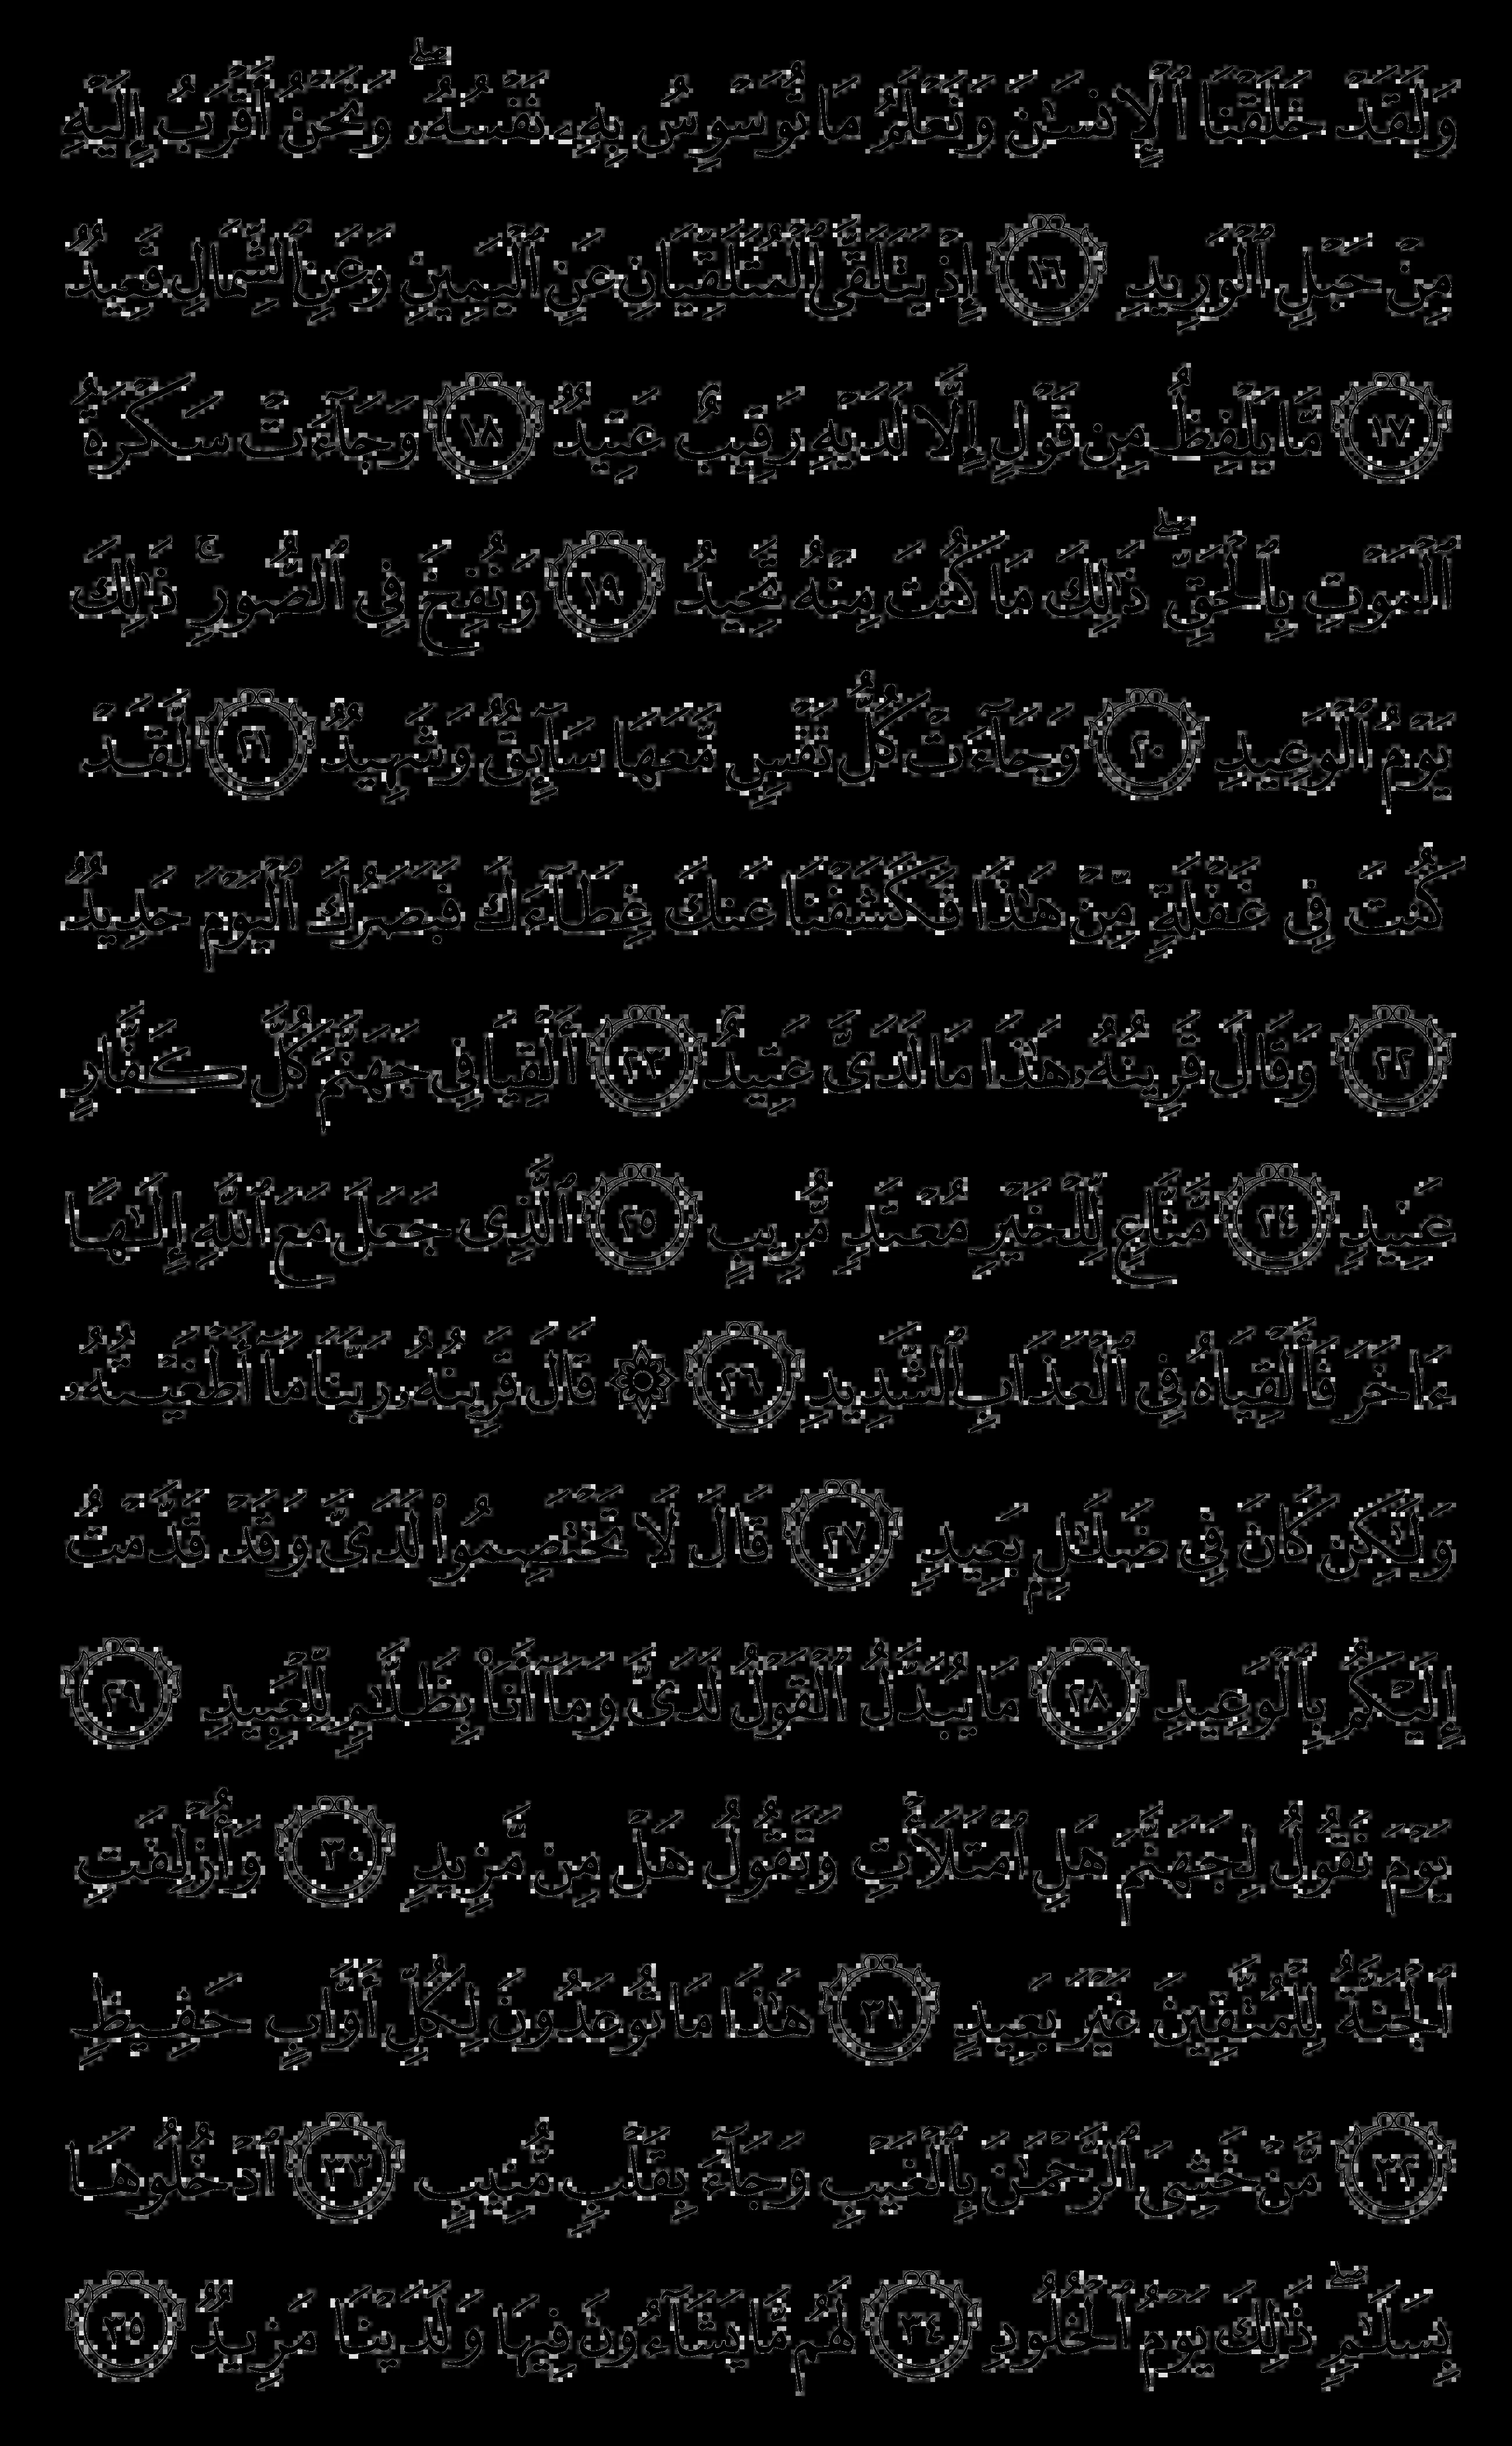 وَلَقَدْ خَلَقْنَا ٱلْإِنسَـٰنَ وَنَعْلَمُ مَا تُوَسْوِسُ بِهِۦ نَفْسُهُۥ ۖ وَنَحْنُ أَقْرَبُ إِلَيْهِ
مِنْ حَبْلِ ٱلْوَرِيدِ ١٦ إِذْ يَتَلَقَّى ٱلْمُتَلَقِّيَانِ عَنِ ٱلْيَمِينِ وَعَنِ ٱلشِّمَالِ قَعِيدٌ
١٧ مَّا يَلْفِظُ مِن قَوْلٍ إِلَّا لَدَيْهِ رَقِيبٌ عَتِيدٌ ١٨ وَجَآءَتْ سَكْرَةُ
ٱلْمَوْتِ بِٱلْحَقِّ ۖ ذَٰلِكَ مَا كُنتَ مِنْهُ تَحِيدُ ١٩ وَنُفِخَ فِى ٱلصُّورِ ۚ ذَٰلِكَ
يَوْمُ ٱلْوَعِيدِ ٢٠ وَجَآءَتْ كُلُّ نَفْسٍ مَّعَهَا سَآئِقٌ وَشَهِيدٌ ٢١ لَّقَدْ
كُنتَ فِى غَفْلَةٍ مِّنْ هَـٰذَا فَكَشَفْنَا عَنكَ غِطَآءَكَ فَبَصَرُكَ ٱلْيَوْمَ حَدِيدٌ
٢٢ وَقَالَ قَرِينُهُۥ هَـٰذَا مَا لَدَىَّ عَتِيدٌ ٢٣ أَلْقِيَا فِى جَهَنَّمَ كُلَّ كَفَّارٍ
عَنِيدٍ ٢٤ مَّنَّاعٍ لِّلْخَيْرِ مُعْتَدٍ مُّرِيبٍ ٢٥ ٱلَّذِى جَعَلَ مَعَ ٱللَّهِ إِلَـٰهًا
ءَاخَرَ فَأَلْقِيَاهُ فِى ٱلْعَذَابِ ٱلشَّدِيدِ ٢٦ ۞ قَالَ قَرِينُهُۥ رَبَّنَا مَآ أَطْغَيْتُهُۥ
وَلَـٰكِن كَانَ فِى ضَلَـٰلٍۭ بَعِيدٍ ٢٧ قَالَ لَا تَخْتَصِمُوا۟ لَدَىَّ وَقَدْ قَدَّمْتُ
إِلَيْكُم بِٱلْوَعِيدِ ٢٨ مَا يُبَدَّلُ ٱلْقَوْلُ لَدَىَّ وَمَآ أَنَا۠ بِظَلَّـٰمٍ لِّلْعَبِيدِ ٢٩
يَوْمَ نَقُولُ لِجَهَنَّمَ هَلِ ٱمْتَلَأْتِ وَتَقُولُ هَلْ مِن مَّزِيدٍ ٣٠ وَأُزْلِفَتِ
ٱلْجَنَّةُ لِلْمُتَّقِينَ غَيْرَ بَعِيدٍ ٣١ هَـٰذَا مَا تُوعَدُونَ لِكُلِّ أَوَّابٍ حَفِيظٍ
٣٢ مَّنْ خَشِىَ ٱلرَّحْمَـٰنَ بِٱلْغَيْبِ وَجَآءَ بِقَلْبٍ مُّنِيبٍ ٣٣ ٱدْخُلُوهَا
بِسَلَـٰمٍ ۖ ذَٰلِكَ يَوْمُ ٱلْخُلُودِ ٣٤ لَهُم مَّا يَشَآءُونَ فِيهَا وَلَدَيْنَا مَزِيدٌ ٣٥